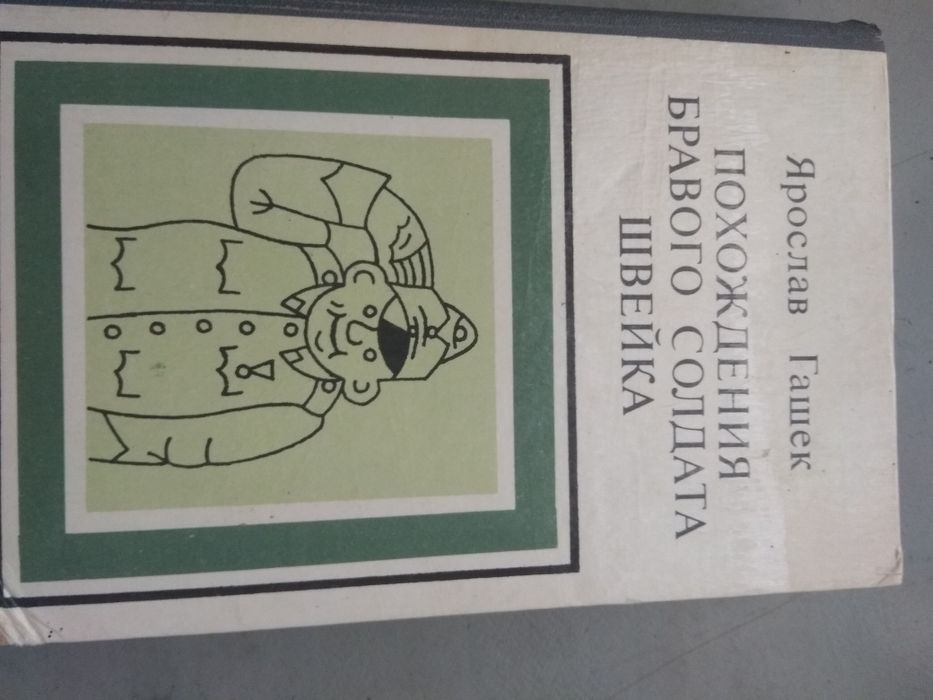 Ярослав Гашек
ПОХОЖДЕНИЯ
БРАВОГО СОЛДАТА
ШВЕЙКА